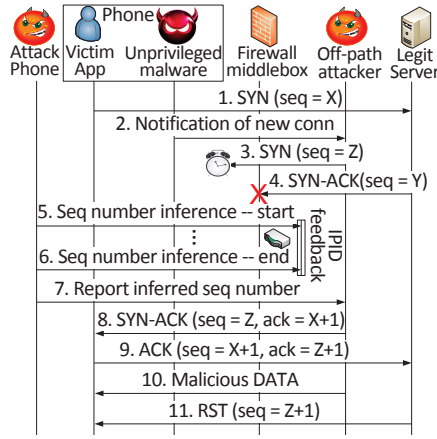 Phone
Attack Phone
Victim App
Unprivileged malware
Firewall middlebox
Off-path attacker
Legit Server
1. SYN (seq = X)
2. Notification of new conn
3. SYN (seq = Z)
4. SYN-ACK(seq = Y)
X
5. Seq number inference -- start
IPID feedback
6. Seq number inference -- end
7. Report inferred seq number
8. SYN-ACK (seq = Z, ack = X+1)
9. ACK (seq = X+1, ack = Z+1)
10. Malicious DATA
11. RST (seq = Z+1)